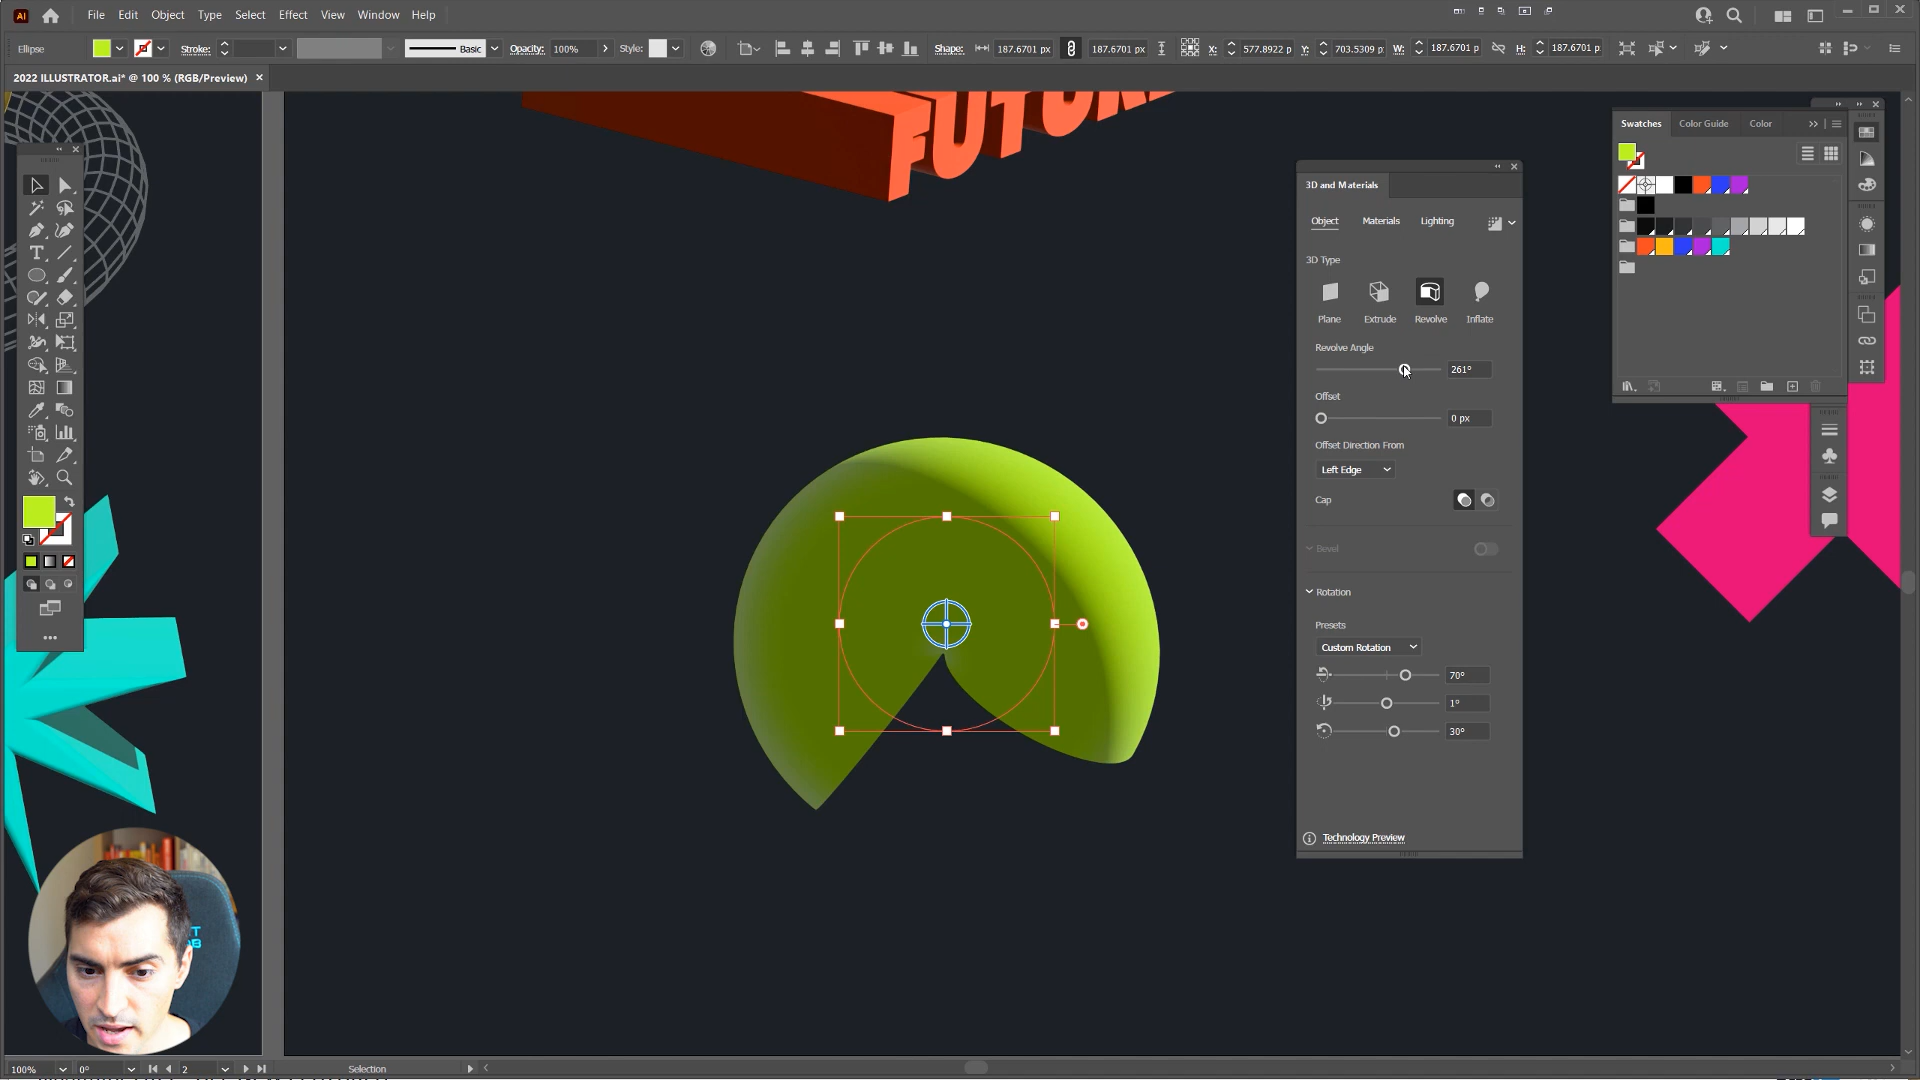 Ai File Edit Object Type Select Effect View Window Help
Ellipse Stroke: Basic Opacity: 100% Style: Shape: 187.6701 px 187.6701 px X: 577.8922 p Y: 703.5309 p W: 187.6701 p H: 187.6701 p
2022 ILLUSTRATOR.ai* @ 100 % (RGB/Preview)
FUTURE
Swatches Color Guide Color
3D and Materials
Object Materials Lighting
3D Type
Plane Extrude Revolve Inflate
Revolve Angle
261°
Offset
0 px
Offset Direction From
Left Edge
Cap
Bevel
Rotation
Presets
Custom Rotation
70°
1°
30°
Technology Preview
100% 0° 2 Selection